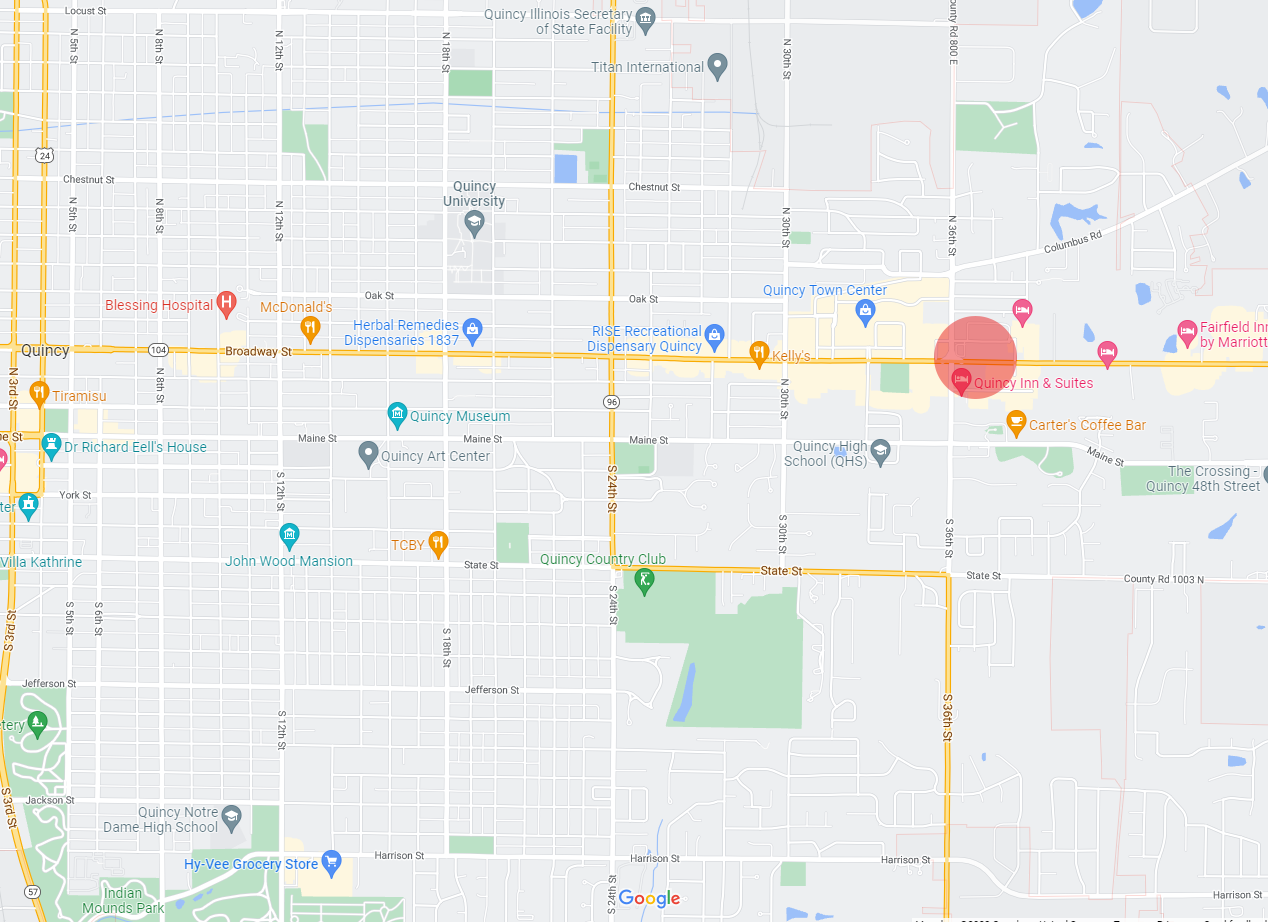 Locust St
Quincy Illinois Secretary
of State Facility
N 5th St
N 8th St
N 12th St
N 18th St
N 30th St
County Rd 800 E
Titan International
24
Chestnut St
Chestnut St
Quincy
University
N 5th St
N 8th St
N 12th St
N 30th St
N 36th St
Columbus Rd
Blessing Hospital
H
McDonald's
Oak St
Oak St
Quincy Town Center
Herbal Remedies
Dispensaries 1837
RISE Recreational
Dispensary Quincy
Fairfield Inn
by Marriott
Quincy
104
Broadway St
Kelly's
N 3rd St
Tiramisu
N 30th St
Quincy Inn & Suites
96
Quincy Museum
Carter's Coffee Bar
ne St
Maine St
Maine St
Maine St
Maine St
Dr Richard Eell's House
Quincy Art Center
Quincy High
School (QHS)
The Crossing -
Quincy 48th Street
York St
S 12th St
S 24th St
S 30th St
S 36th St
ter
John Wood Mansion
TCBY
Quincy Country Club
Villa Kathrine
State St
State St
State St
County Rd 1003 N
S 3rd St
S 5th St
S 6th St
S 18th St
S 24th St
Jefferson St
Jefferson St
etery
S 12th St
S 36th St
S 3rd St
Jackson St
Quincy Notre
Dame High School
Hy-Vee Grocery Store
Harrison St
Harrison St
Harrison St
Harrison St
57
Indian
Mounds Park
S 24th St
Google